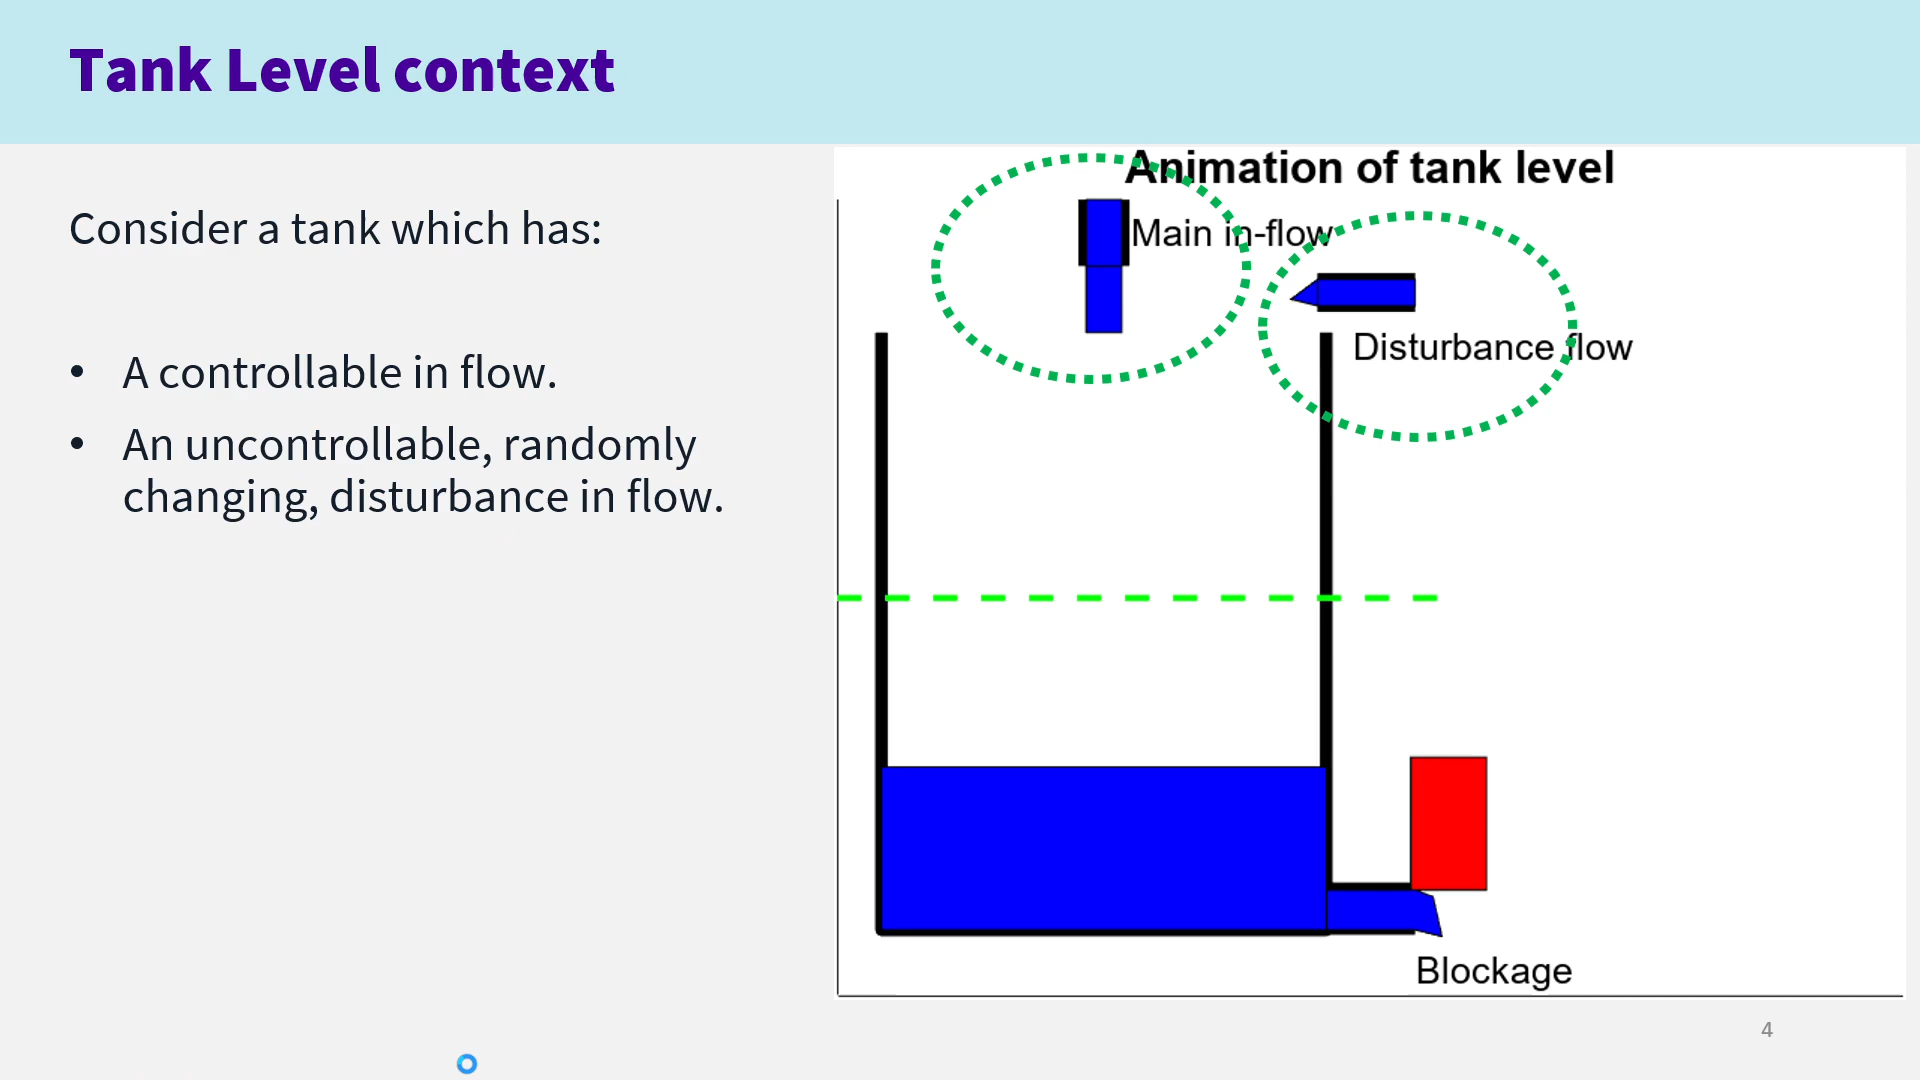 Tank Level context
Consider a tank which has:
• A controllable in flow.
• An uncontrollable, randomly
changing, disturbance in flow.
Animation of tank level
Main in-flow
Disturbance flow
Blockage
4